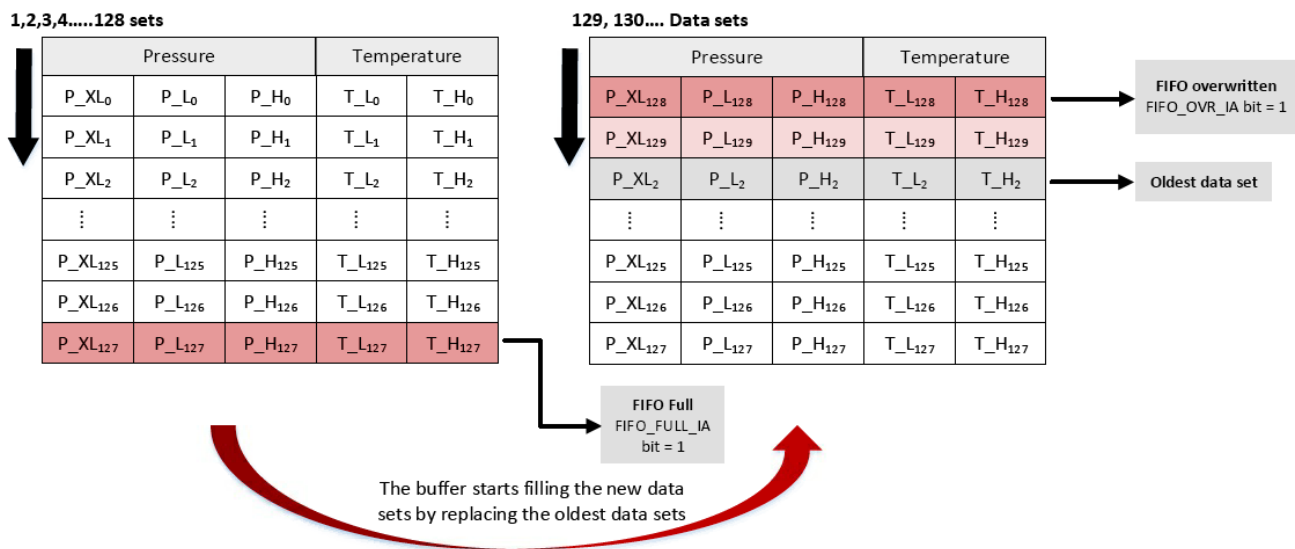 1,2,3,4.....128 sets
Pressure Temperature
P_XL₀ P_L₀ P_H₀ T_L₀ T_H₀
P_XL₁ P_L₁ P_H₁ T_L₁ T_H₁
P_XL₂ P_L₂ P_H₂ T_L₂ T_H₂
⋮ ⋮ ⋮ ⋮ ⋮
P_XL₁₂₅ P_L₁₂₅ P_H₁₂₅ T_L₁₂₅ T_H₁₂₅
P_XL₁₂₆ P_L₁₂₆ P_H₁₂₆ T_L₁₂₆ T_H₁₂₆
P_XL₁₂₇ P_L₁₂₇ P_H₁₂₇ T_L₁₂₇ T_H₁₂₇
FIFO Full
FIFO_FULL_IA
bit = 1
129, 130.... Data sets
Pressure Temperature
P_XL₁₂₈ P_L₁₂₈ P_H₁₂₈ T_L₁₂₈ T_H₁₂₈
P_XL₁₂₉ P_L₁₂₉ P_H₁₂₉ T_L₁₂₉ T_H₁₂₉
P_XL₂ P_L₂ P_H₂ T_L₂ T_H₂
⋮ ⋮ ⋮ ⋮ ⋮
P_XL₁₂₅ P_L₁₂₅ P_H₁₂₅ T_L₁₂₅ T_H₁₂₅
P_XL₁₂₆ P_L₁₂₆ P_H₁₂₆ T_L₁₂₆ T_H₁₂₆
P_XL₁₂₇ P_L₁₂₇ P_H₁₂₇ T_L₁₂₇ T_H₁₂₇
FIFO overwritten
FIFO_OVR_IA bit = 1
Oldest data set
The buffer starts filling the new data
sets by replacing the oldest data sets